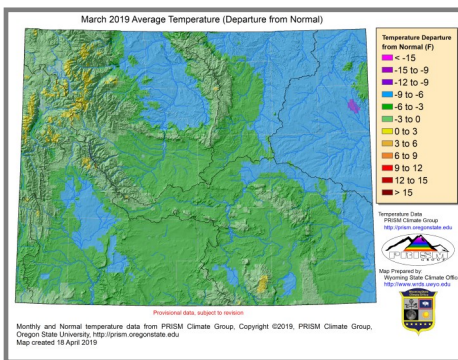 March 2019 Average Temperature (Departure from Normal)
Temperature Departure
from Normal (F)
< -15
-15 to -9
-12 to -9
-9 to -6
-6 to -3
-3 to 0
0 to 3
3 to 6
6 to 9
9 to 12
12 to 15
> 15
Temperature Data
PRISM Climate Group
http://prism.oregonstate.edu
PRISM
GROUP
Map Prepared by:
Wyoming State Climate Offic
http://www.wrds.uwyo.edu
Provisional data, subject to revision
Monthly and Normal temperature data from PRISM Climate Group, Copyright ©2019, PRISM Climate Group,
Oregon State University, http://prism.oregonstate.edu
Map created 18 April 2019